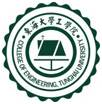 東海大學工學院
COLLEGE OF ENGINEERING, TUNGHAI UNIVERSITY